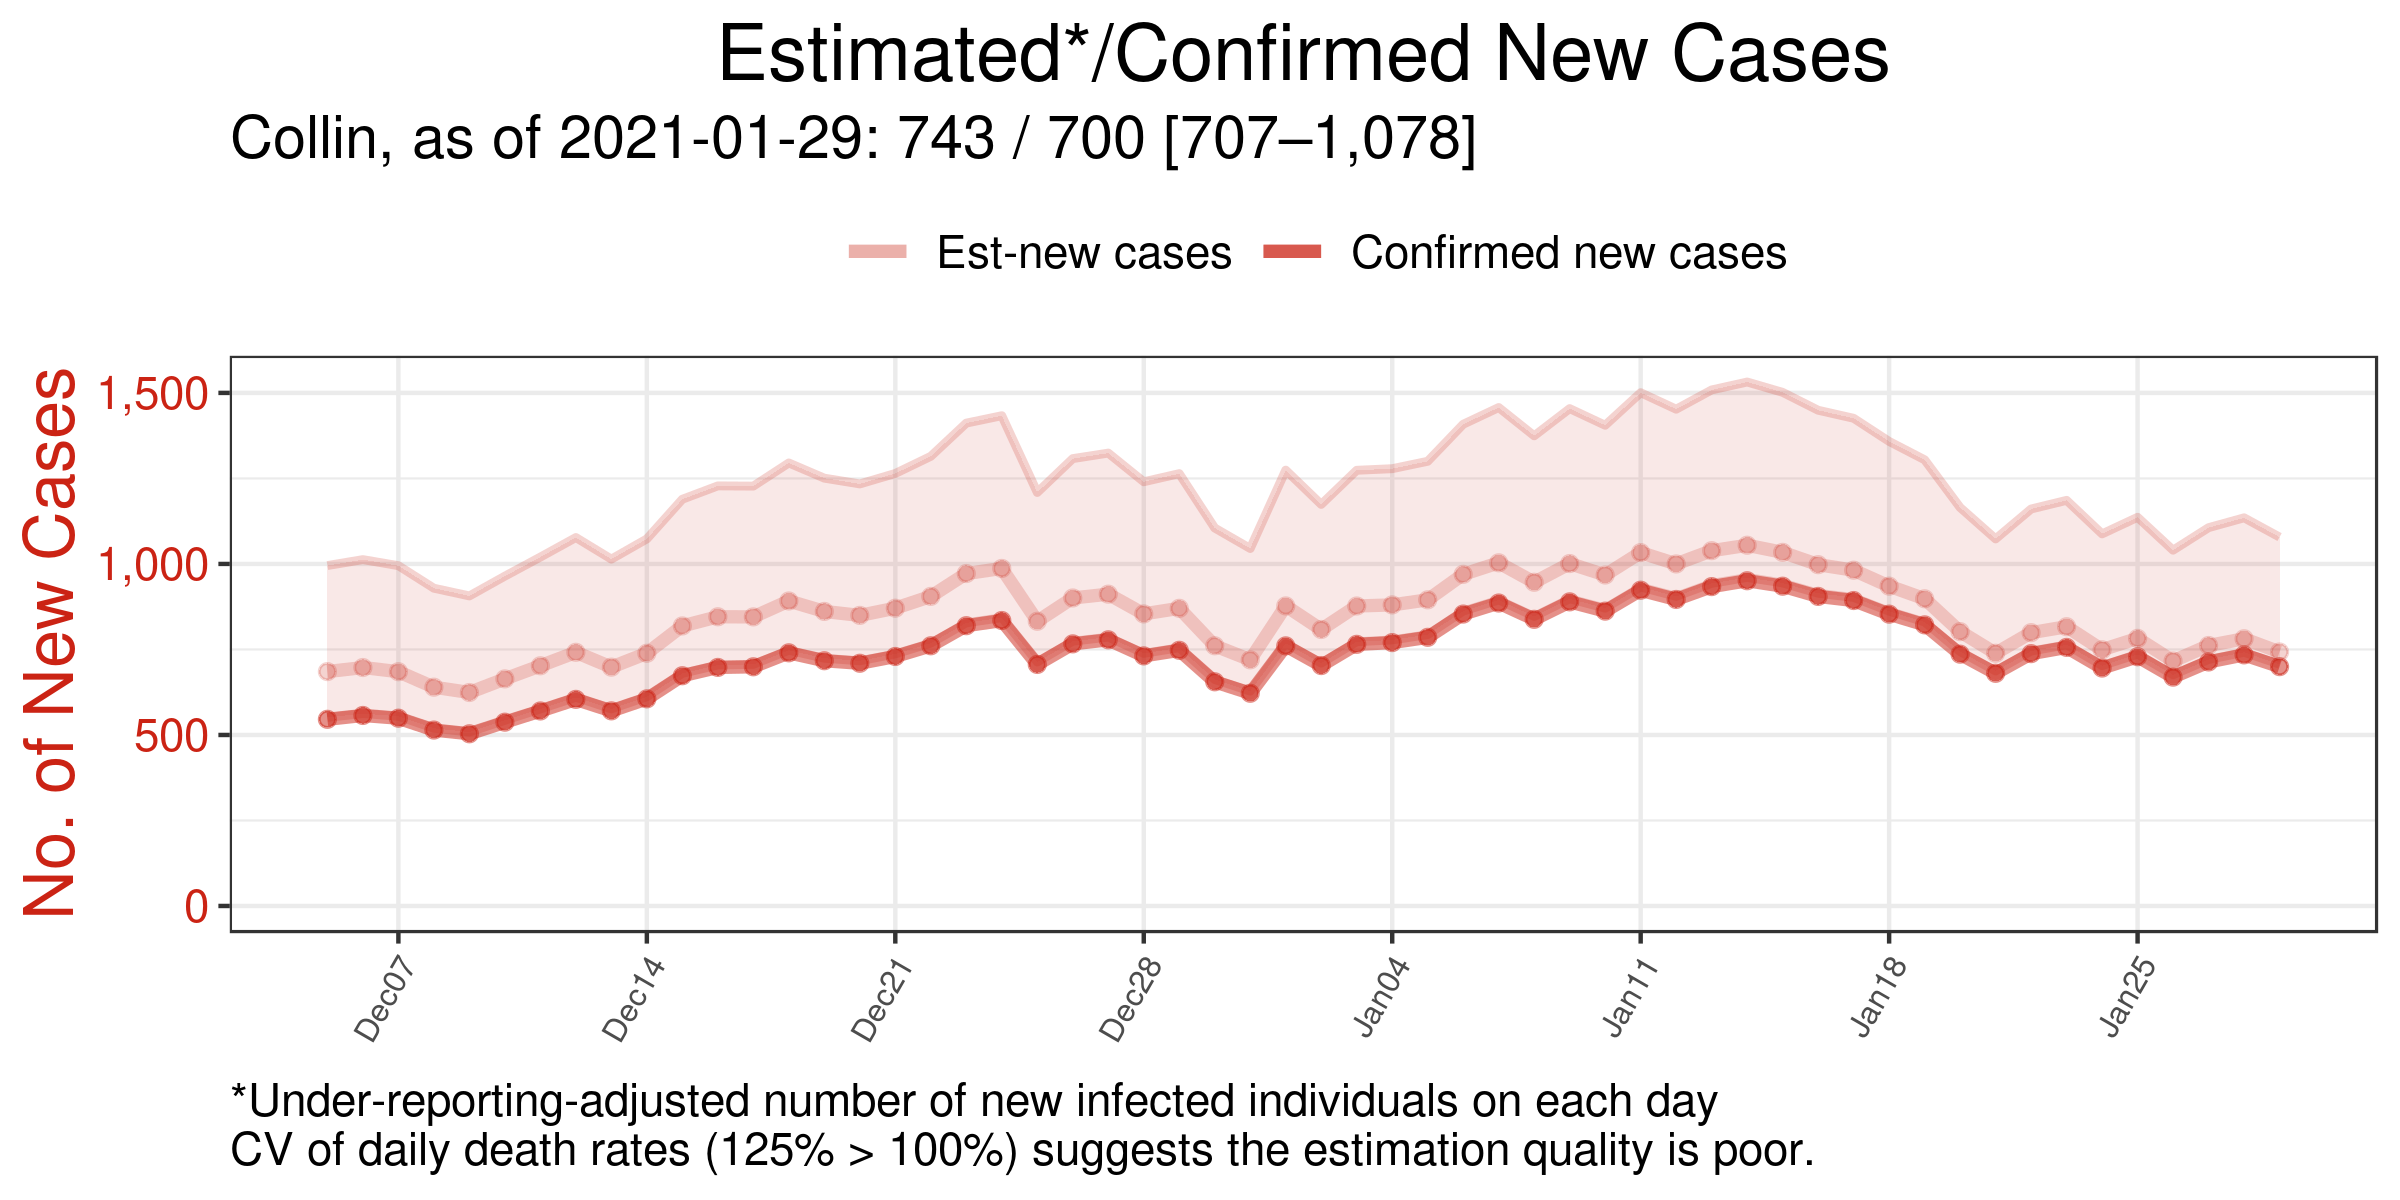 Estimated*/Confirmed New Cases
Collin, as of 2021-01-29: 743 / 700 [707–1,078]
Est-new cases
Confirmed new cases
No. of New Cases
1,500
1,000
500
0
Dec07
Dec14
Dec21
Dec28
Jan04
Jan11
Jan18
Jan25
*Under-reporting-adjusted number of new infected individuals on each day
CV of daily death rates (125% > 100%) suggests the estimation quality is poor.